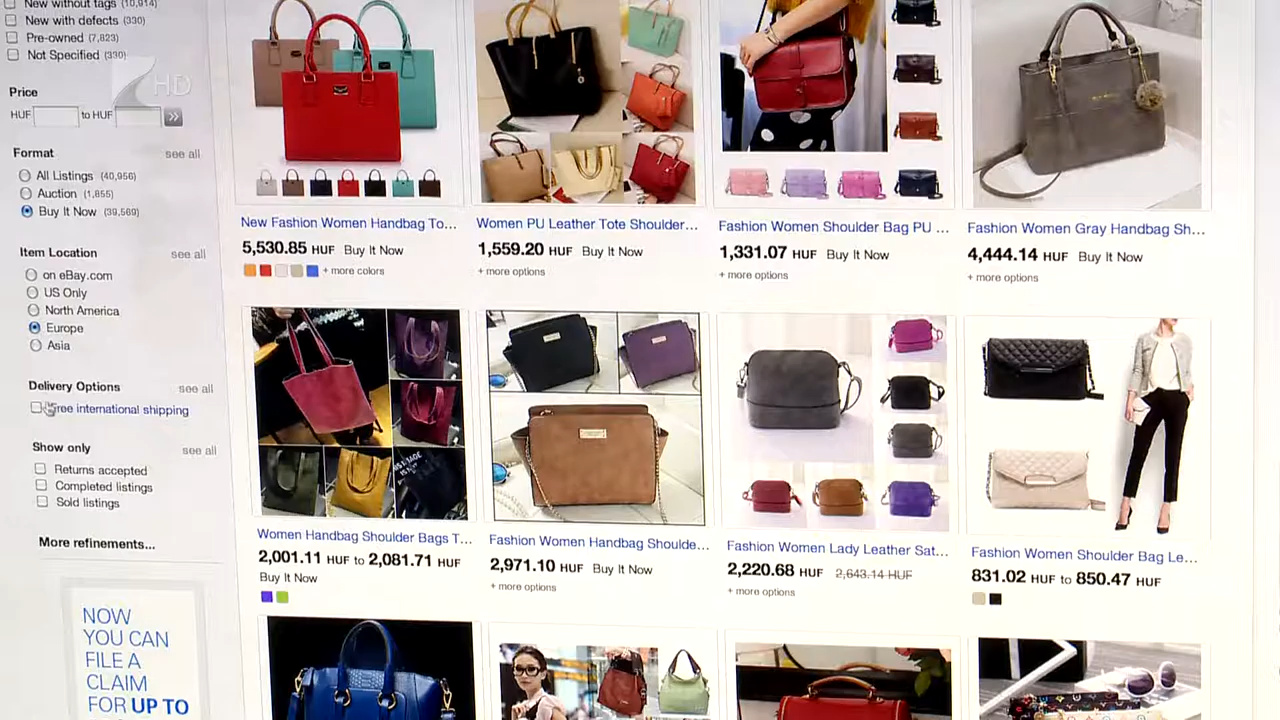 New without tags (10,914)
New with defects (330)
Pre-owned (7,823)
Not Specified (330)
HD
Price
HUF to HUF »
Format see all
All Listings (40,956)
Auction (1,855)
Buy It Now (39,569)
Item Location see all
on eBay.com
US Only
North America
Europe
Asia
Delivery Options see all
Free international shipping
Show only see all
Returns accepted
Completed listings
Sold listings
More refinements...
NOW
YOU CAN
FILE A
CLAIM
FOR UP TO
New Fashion Women Handbag To...
5,530.85 HUF Buy It Now
+ more colors
Women PU Leather Tote Shoulder...
1,559.20 HUF Buy It Now
+ more options
Fashion Women Shoulder Bag PU ...
1,331.07 HUF Buy It Now
+ more options
Fashion Women Gray Handbag Sh...
4,444.14 HUF Buy It Now
+ more options
Women Handbag Shoulder Bags T...
2,001.11 HUF to 2,081.71 HUF
Buy It Now
Fashion Women Handbag Shoulde...
2,971.10 HUF Buy It Now
+ more options
Fashion Women Lady Leather Sat...
2,220.68 HUF 2,643.14 HUF
+ more options
Fashion Women Shoulder Bag Le...
831.02 HUF to 850.47 HUF